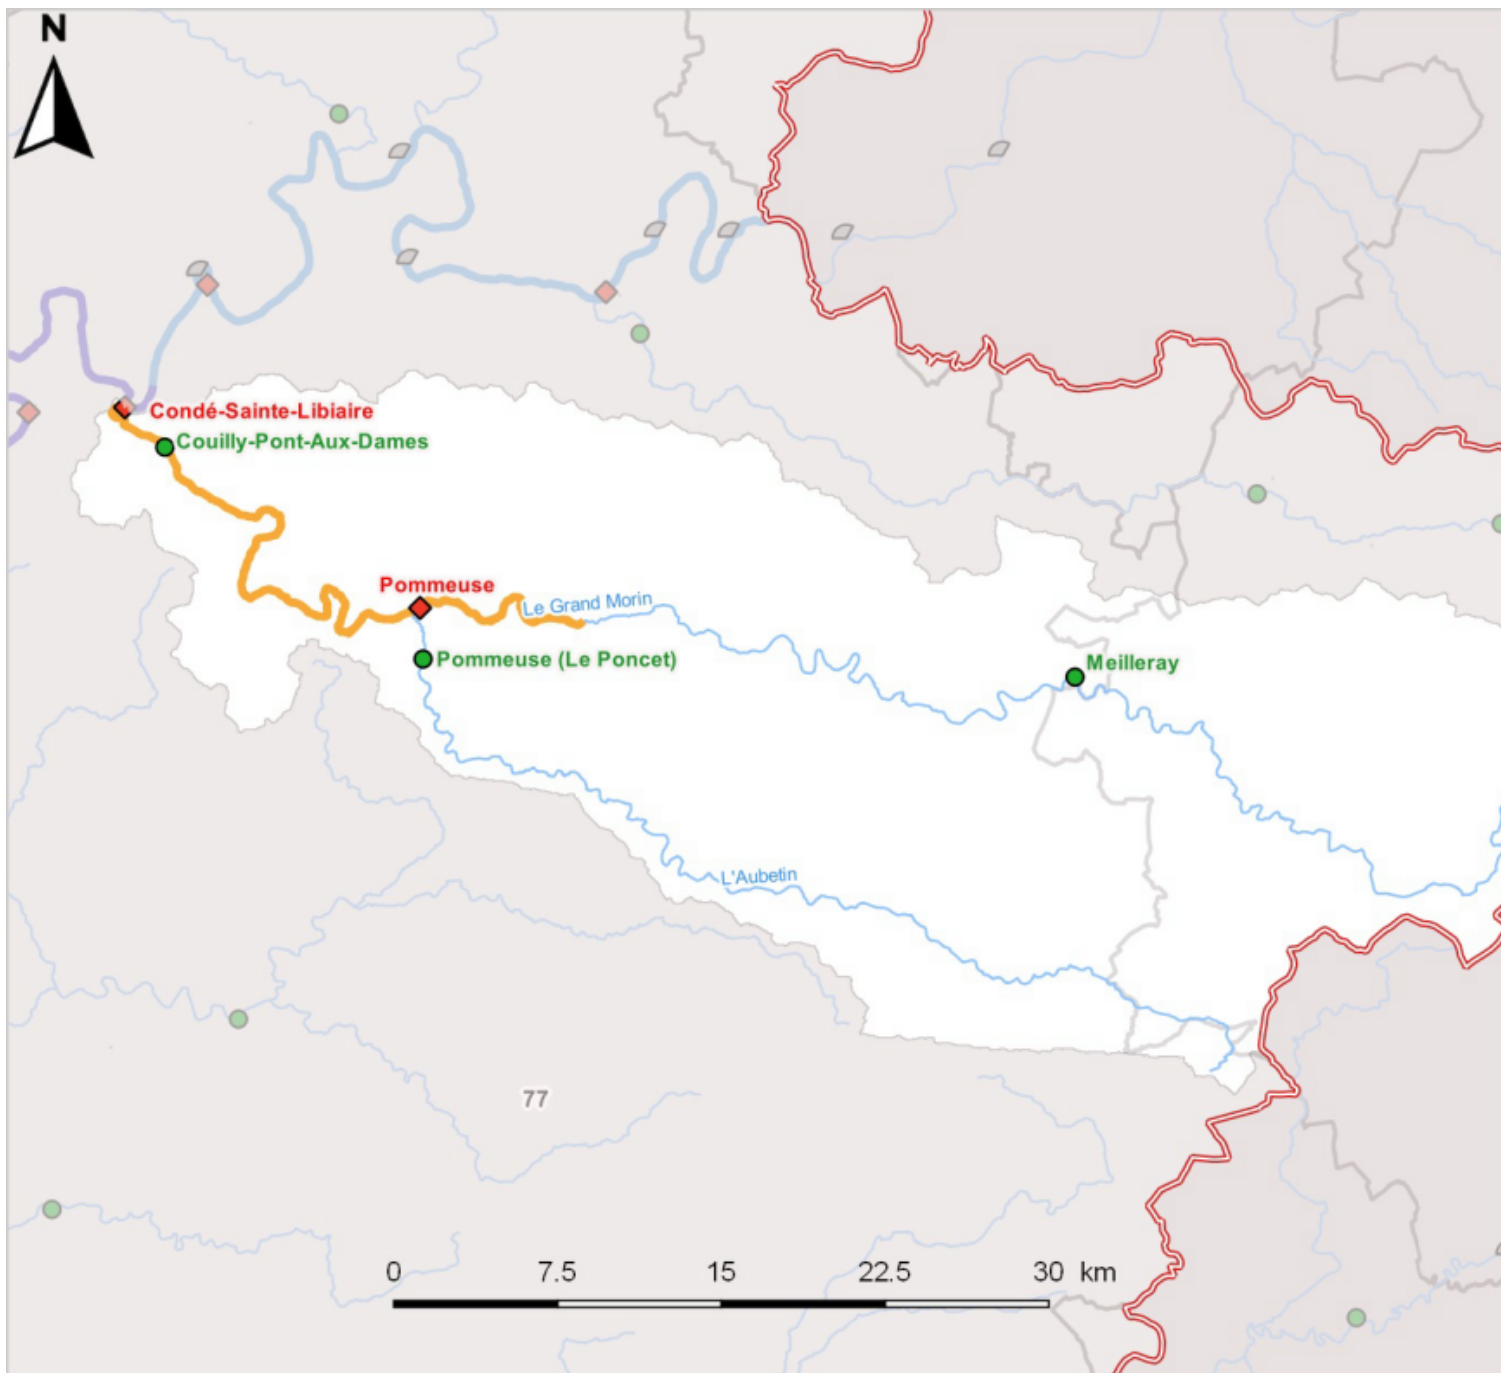 N
Condé-Sainte-Libiaire
Couilly-Pont-Aux-Dames
Pommeuse
Le Grand Morin
Pommeuse (Le Poncet)
Meilleray
L'Aubetin
77
0 7.5 15 22.5 30 km